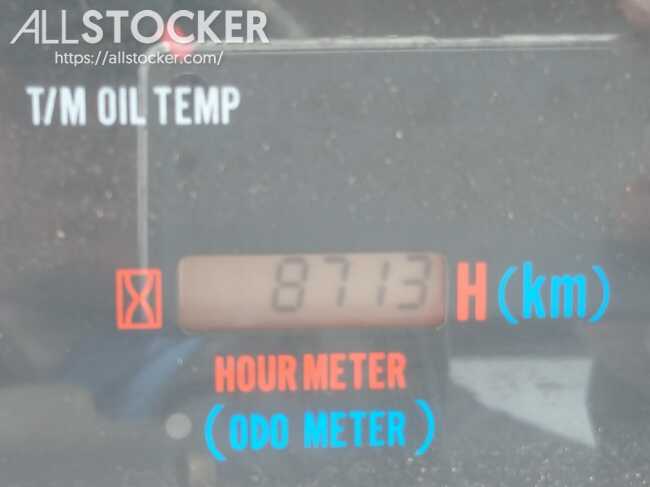 ALLSTOCKER
https://allstocker.com/
T/M OIL TEMP
8713 H (km)
HOUR METER
(ODO METER)